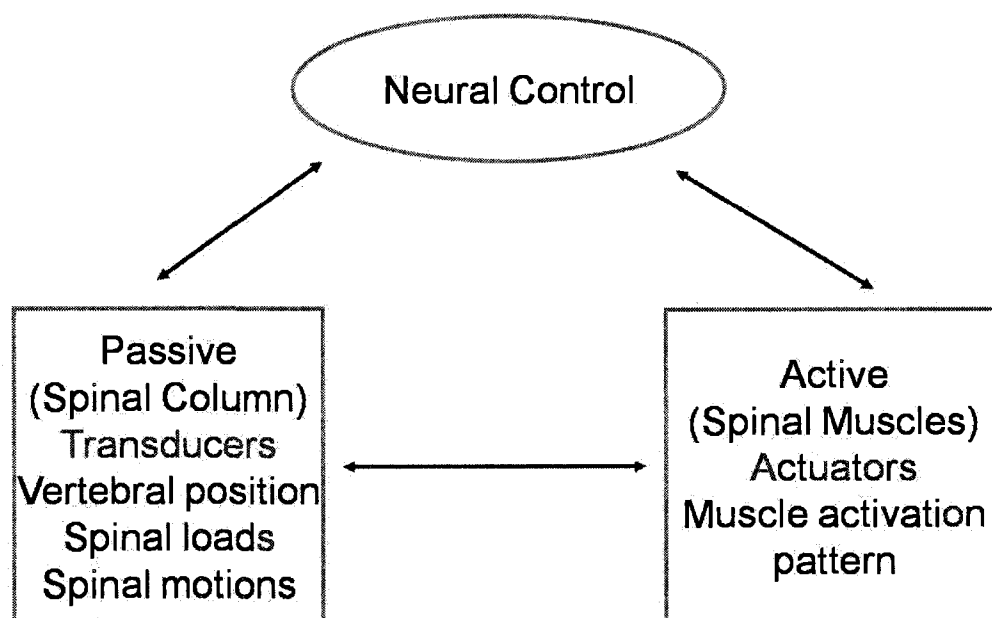 Neural Control
Passive
(Spinal Column)
Transducers
Vertebral position
Spinal loads
Spinal motions
Active
(Spinal Muscles)
Actuators
Muscle activation
pattern